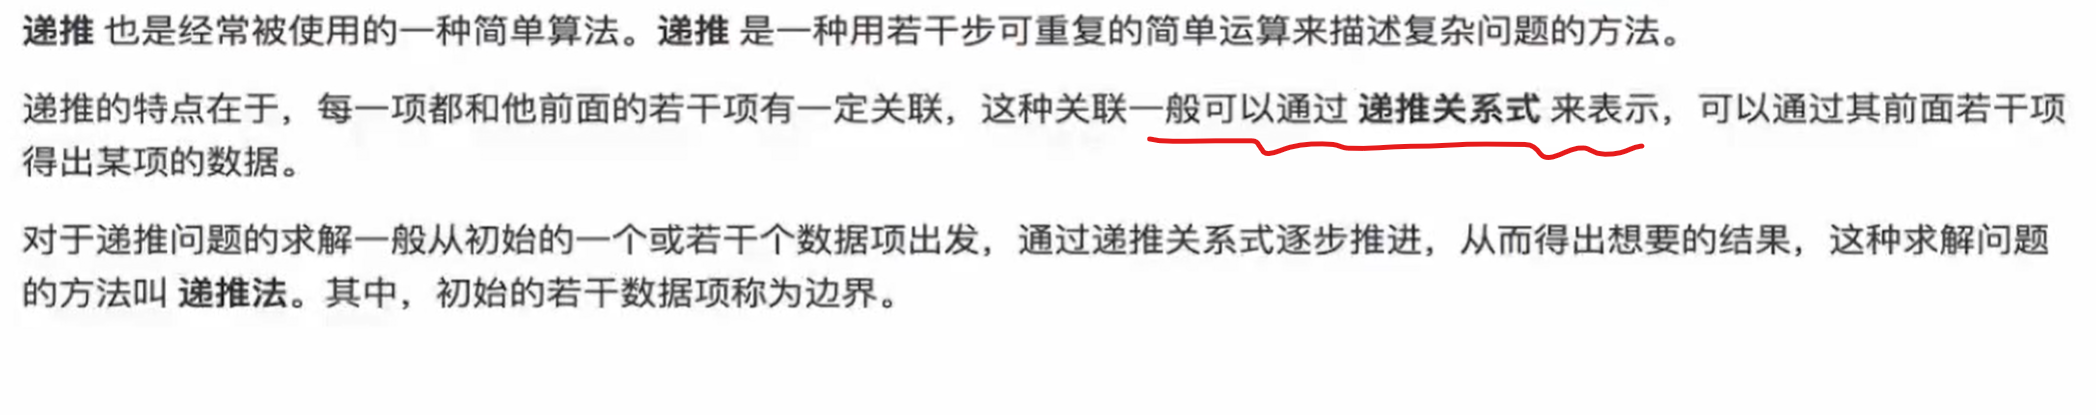 递推 也是经常被使用的一种简单算法。递推 是一种用若干步可重复的简单运算来描述复杂问题的方法。
递推的特点在于，每一项都和他前面的若干项有一定关联，这种关联一般可以通过 递推关系式 来表示，可以通过其前面若干项
得出某项的数据。
对于递推问题的求解一般从初始的一个或若干个数据项出发，通过递推关系式逐步推进，从而得出想要的结果，这种求解问题
的方法叫 递推法。其中，初始的若干数据项称为边界。